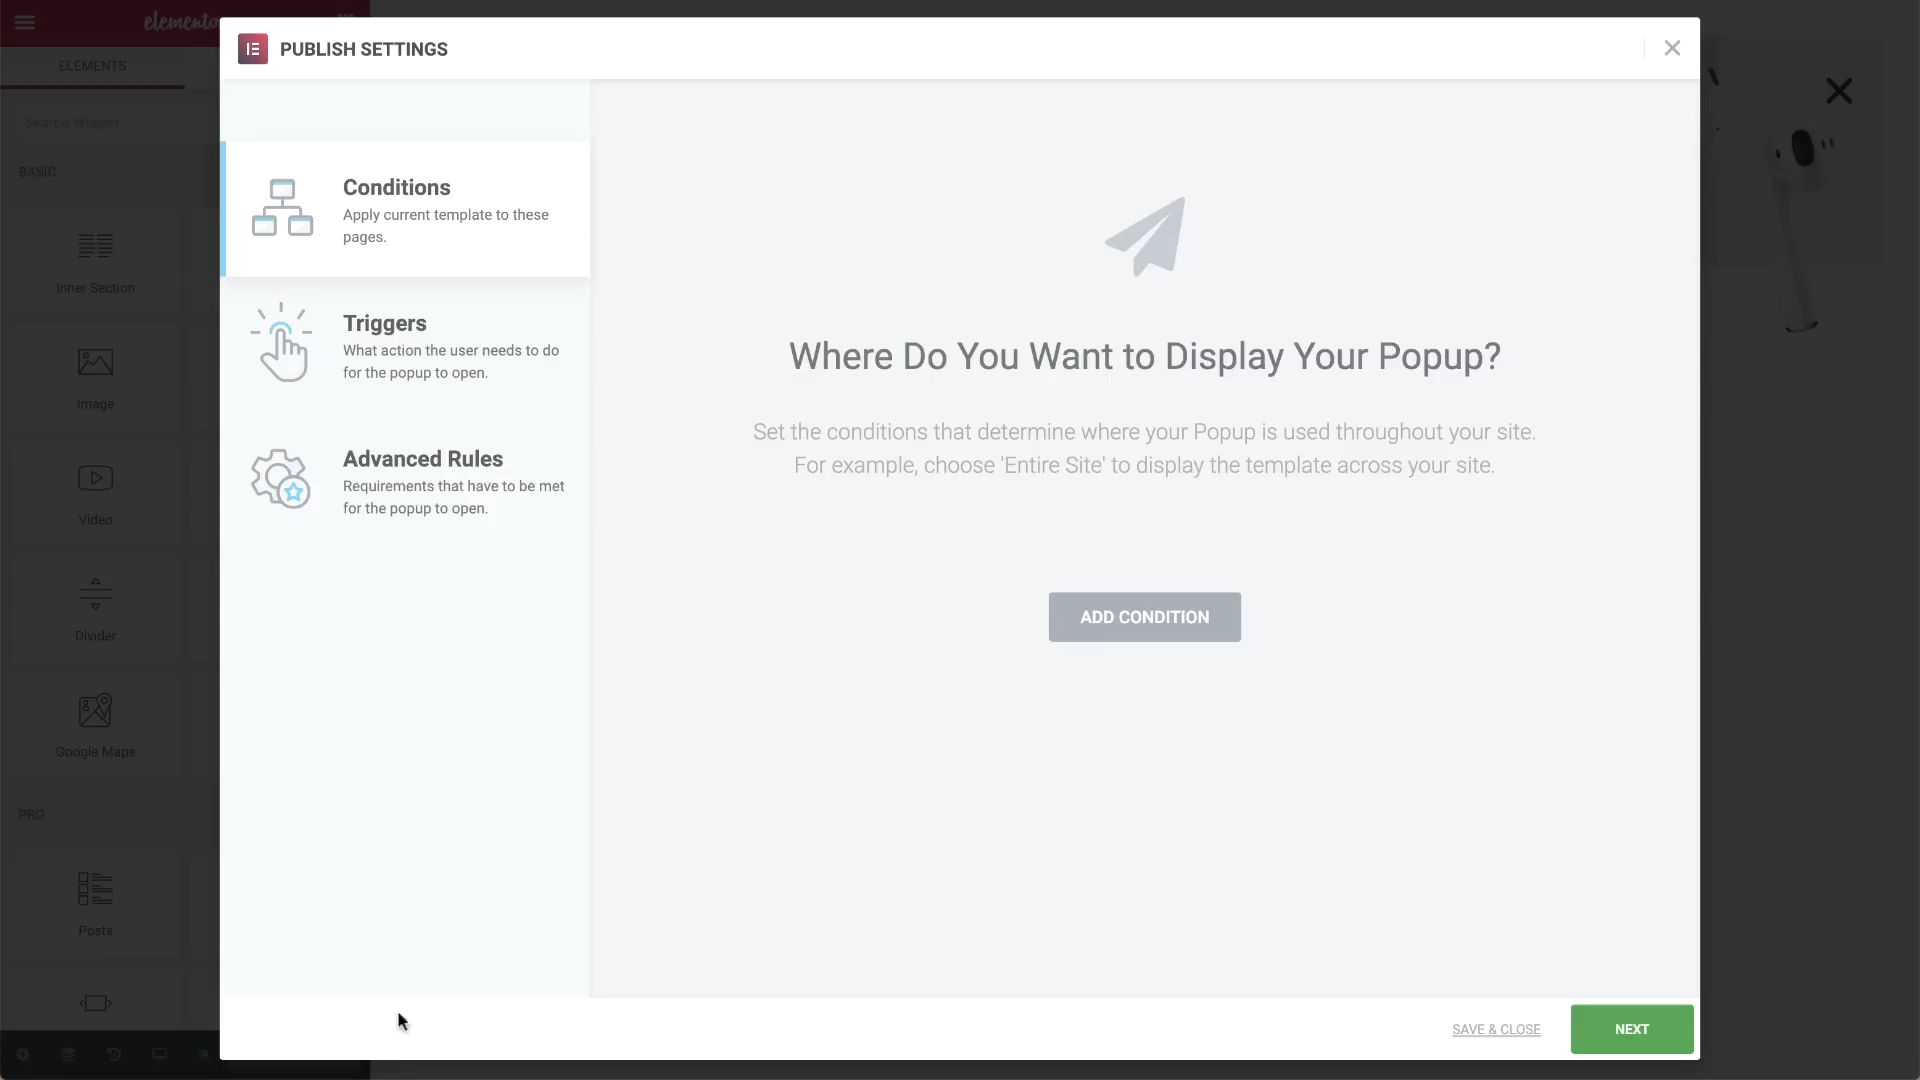 elemento
ELEMENTS
Search Widget
BASIC
Inner Section
Image
Video
Divider
Google Maps
PRO
Posts
PUBLISH SETTINGS
Conditions
Apply current template to these
pages.
Triggers
What action the user needs to do
for the popup to open.
Advanced Rules
Requirements that have to be met
for the popup to open.
Where Do You Want to Display Your Popup?
Set the conditions that determine where your Popup is used throughout your site.
For example, choose 'Entire Site' to display the template across your site.
ADD CONDITION
SAVE & CLOSE
NEXT